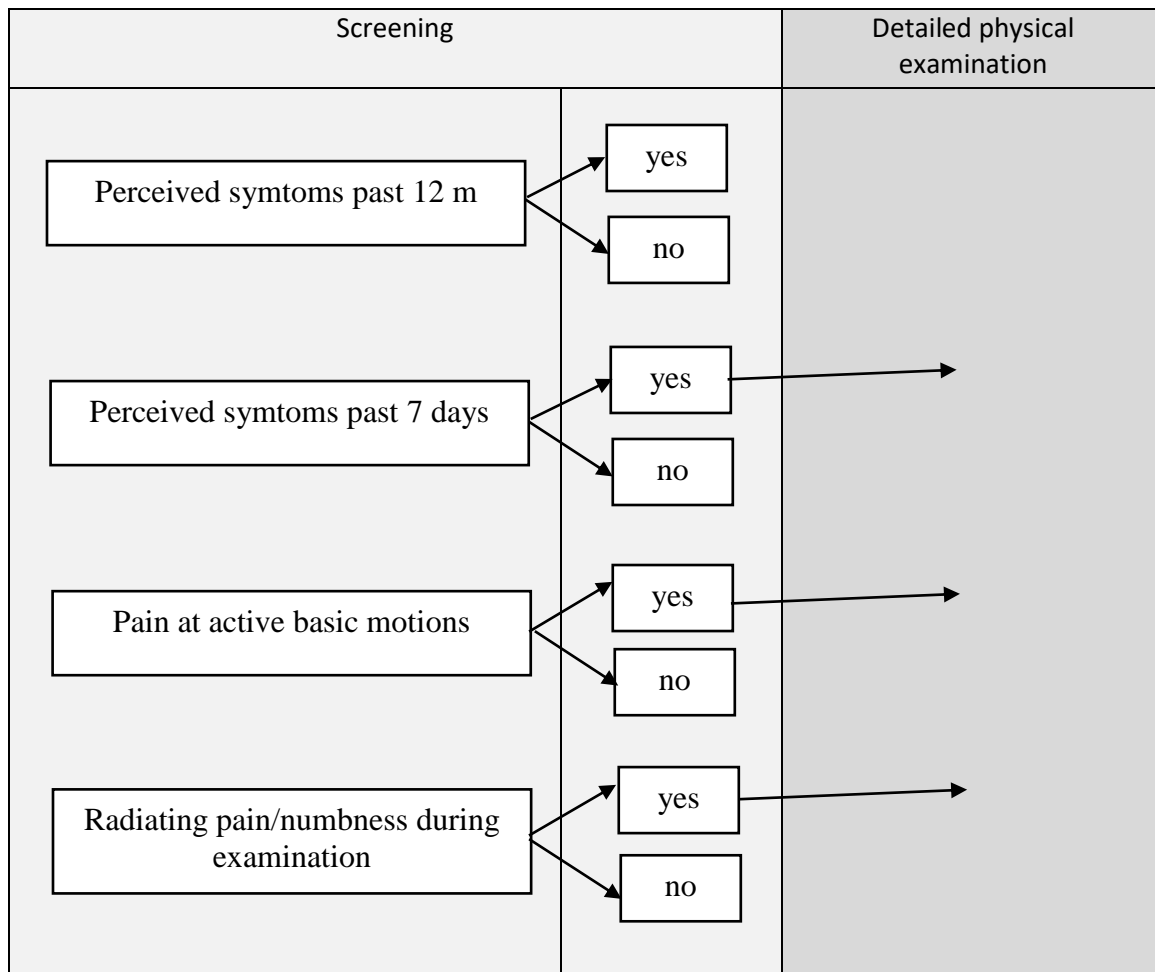 Screening
Detailed physical
examination
Perceived symtoms past 12 m
yes
no
Perceived symtoms past 7 days
yes
no
Pain at active basic motions
yes
no
Radiating pain/numbness during
examination
yes
no